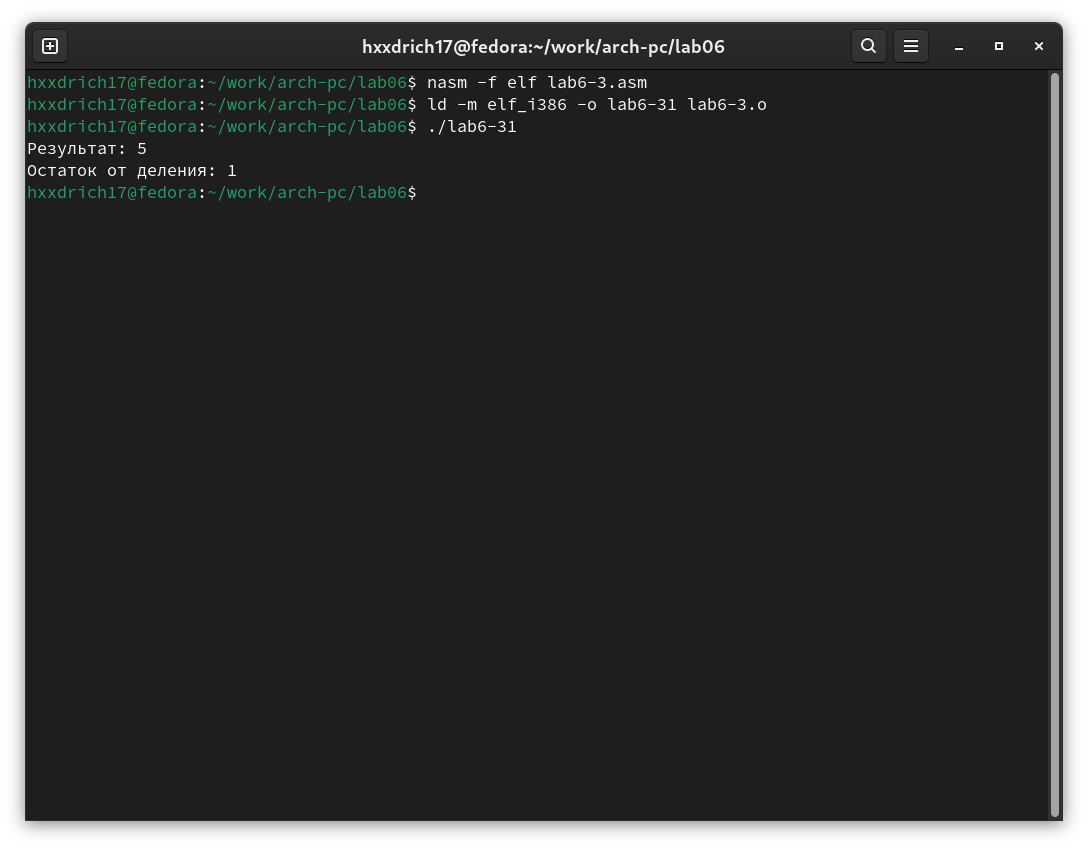 hxxdrich17@fedora:~/work/arch-pc/lab06
hxxdrich17@fedora:~/work/arch-pc/lab06$ nasm -f elf lab6-3.asm
hxxdrich17@fedora:~/work/arch-pc/lab06$ ld -m elf_i386 -o lab6-31 lab6-3.o
hxxdrich17@fedora:~/work/arch-pc/lab06$ ./lab6-31
Результат: 5
Остаток от деления: 1
hxxdrich17@fedora:~/work/arch-pc/lab06$